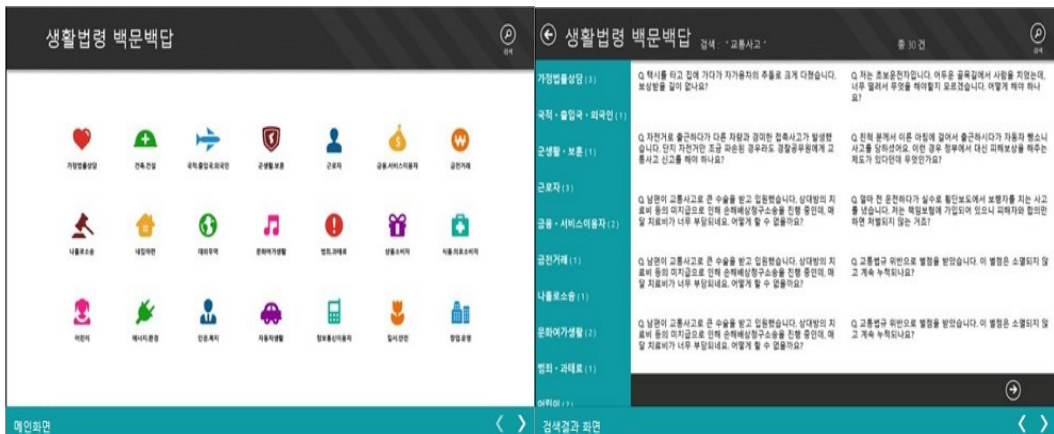 생활법령 백문백답
검색
가정법률상담
건축.건설
국적.출입국.외국인
군생활.보훈
근로자
금융.서비스이용자
금전거래
나홀로소송
내집마련
대외무역
문화여가생활
범죄.과태료
상품소비자
식품.의료소비자
어린이
에너지.환경
인권.복지
자동차생활
정보통신이용자
질서.안전
창업.운영
메인화면
생활법령 백문백답
검색 : "교통사고"
총 30 건
검색
가정법률상담 (3)
국적·출입국·외국인 (1)
군생활·보훈 (1)
근로자 (3)
금융·서비스이용자 (2)
금전거래 (1)
나홀로소송 (1)
문화여가생활 (2)
범죄·과태료 (1)
어린이 (2)
Q. 택시를 타고 집에 가다가 자가용차의 추돌로 크게 다쳤습니다.
보상받을 길이 없나요?
Q. 저는 초보운전자입니다. 어두운 골목길에서 사람을 치었는데,
너무 떨려서 무엇을 해야할지 모르겠습니다. 어떻게 해야 하나
요?
Q. 자전거로 출근하다가 다른 차량과 경미한 접촉사고가 발생했
습니다. 단지 자전거만 조금 파손된 경우라도 경찰공무원에게 교
통사고 신고를 해야 하나요?
Q. 친척 분께서 이른 아침에 걸어서 출근하시다가 자동차 뺑소니
사고를 당하셨어요. 이런 경우 정부에서 대신 피해보상을 해주는
제도가 있다던데 무엇인가요?
Q. 남편이 교통사고로 큰 수술을 받고 입원했습니다. 상대방의 치
료비 등의 미지급으로 인해 손해배상청구소송을 진행 중인데, 매
달 치료비가 너무 부담되네요. 어떻게 할 수 없을까요?
Q. 얼마 전 운전하다가 실수로 횡단보도에서 보행자를 치는 사고
를 냈습니다. 저는 책임보험에 가입되어 있으니 피해자와 합의만
하면 처벌되지 않는 거죠?
Q. 남편이 교통사고로 큰 수술을 받고 입원했습니다. 상대방의 치
료비 등의 미지급으로 인해 손해배상청구소송을 진행 중인데, 매
달 치료비가 너무 부담되네요. 어떻게 할 수 없을까요?
Q. 교통법규 위반으로 벌점을 받았습니다. 이 벌점은 소멸되지 않
고 계속 누적되나요?
Q. 남편이 교통사고로 큰 수술을 받고 입원했습니다. 상대방의 치
료비 등의 미지급으로 인해 손해배상청구소송을 진행 중인데, 매
달 치료비가 너무 부담되네요. 어떻게 할 수 없을까요?
Q. 교통법규 위반으로 벌점을 받았습니다. 이 벌점은 소멸되지 않
고 계속 누적되나요?
검색결과 화면